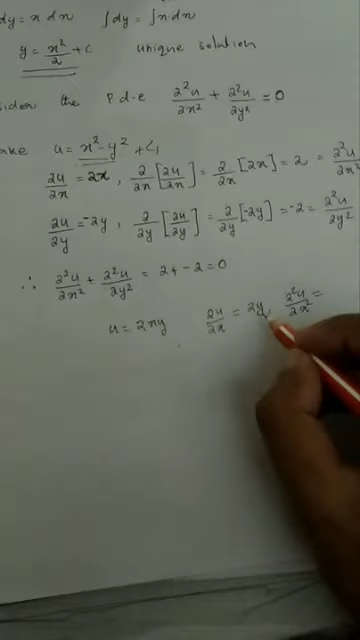 dy = x dx ∫dy = ∫x dx
y = x²/2 + c unique solution
the P.d.e ∂²u/∂x² + ∂²u/∂y² = 0
u = x² - y² + C₁
∂u/∂x = 2x, ∂/∂x [∂u/∂x] = ∂/∂x [2x] = 2 = ∂²u/∂x²
∂u/∂y = -2y, ∂/∂y [∂u/∂y] = ∂/∂y [-2y] = -2 = ∂²u/∂y²
∴ ∂²u/∂x² + ∂²u/∂y² = 2 + -2 = 0
u = 2xy ∂u/∂x = 2y, ∂²u/∂x² =